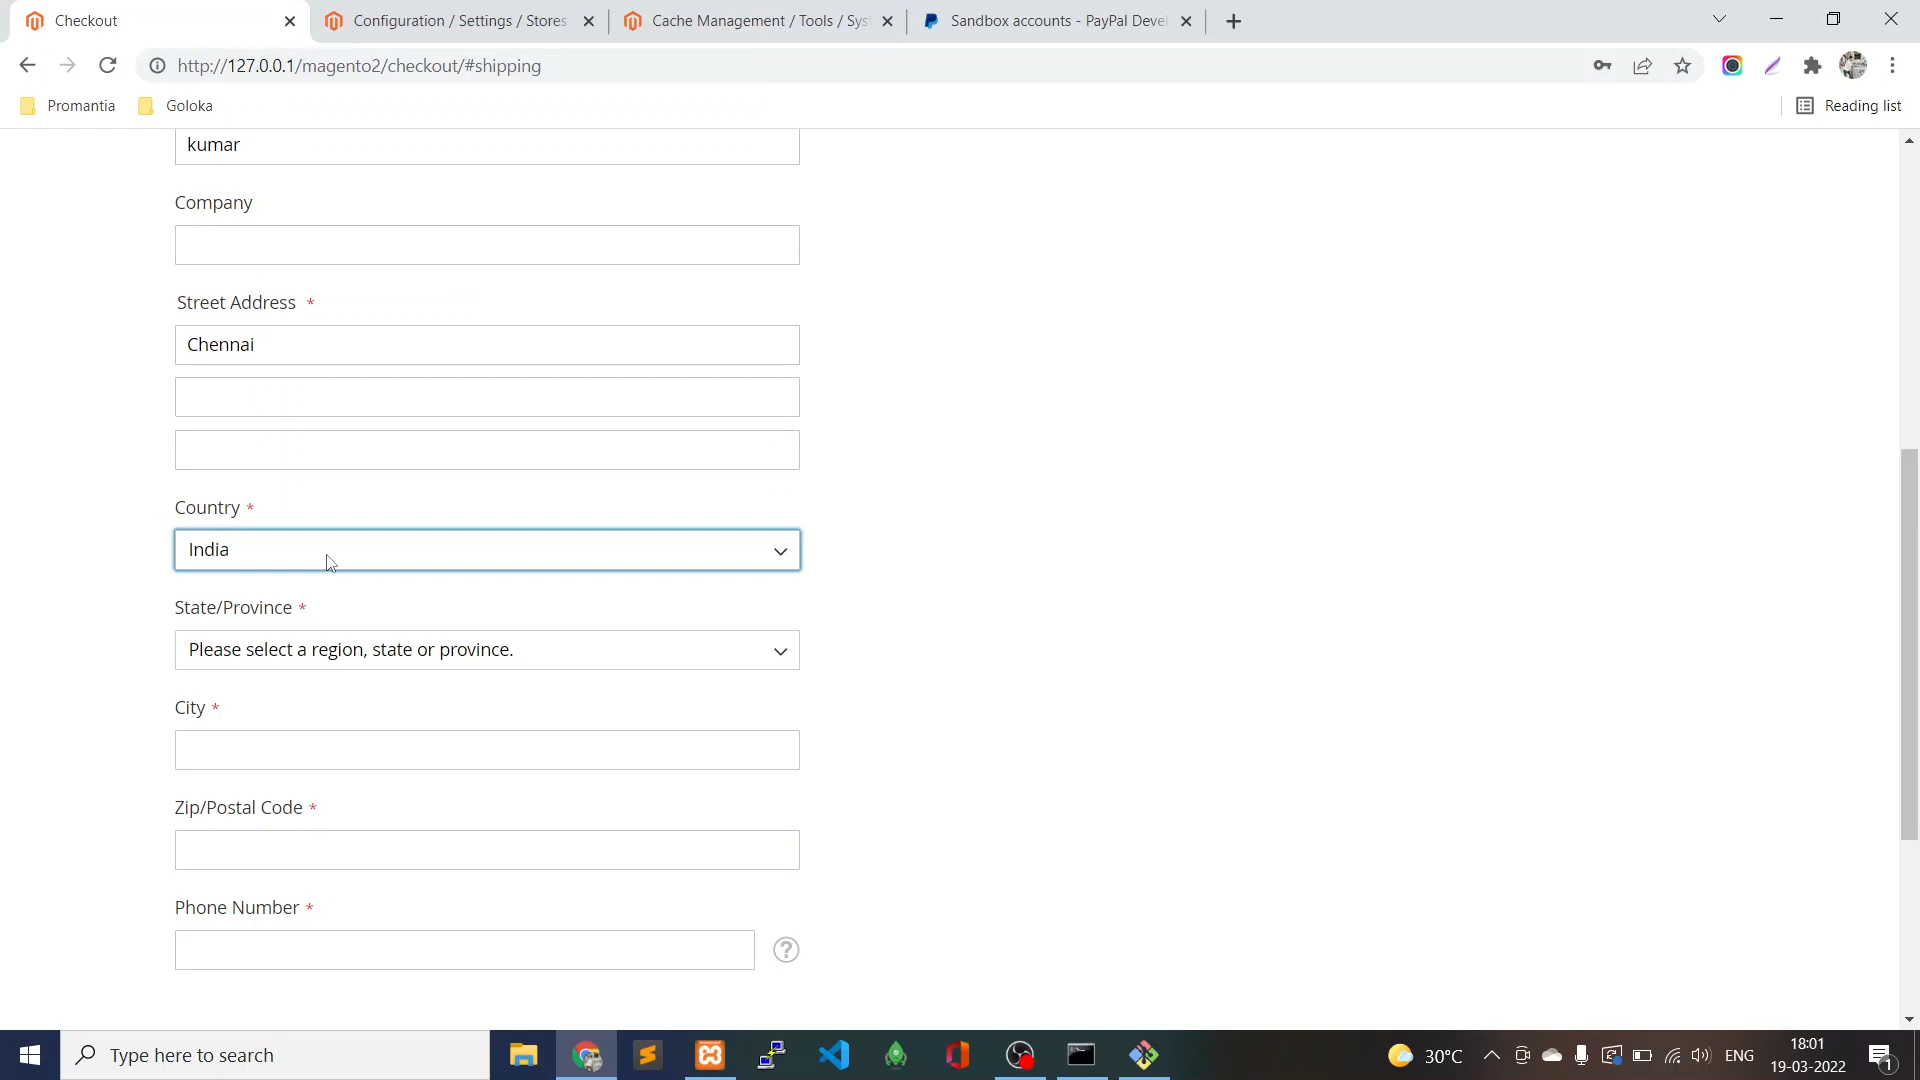 Checkout
Configuration / Settings / Stores
Cache Management / Tools / Sys
Sandbox accounts - PayPal Devel
http://127.0.0.1/magento2/checkout/#shipping
Promantia
Goloka
Reading list
kumar
Company
Street Address *
Chennai
Country *
India
State/Province *
Please select a region, state or province.
City *
Zip/Postal Code *
Phone Number *
?
Type here to search
30°C
ENG
18:01
19-03-2022
1